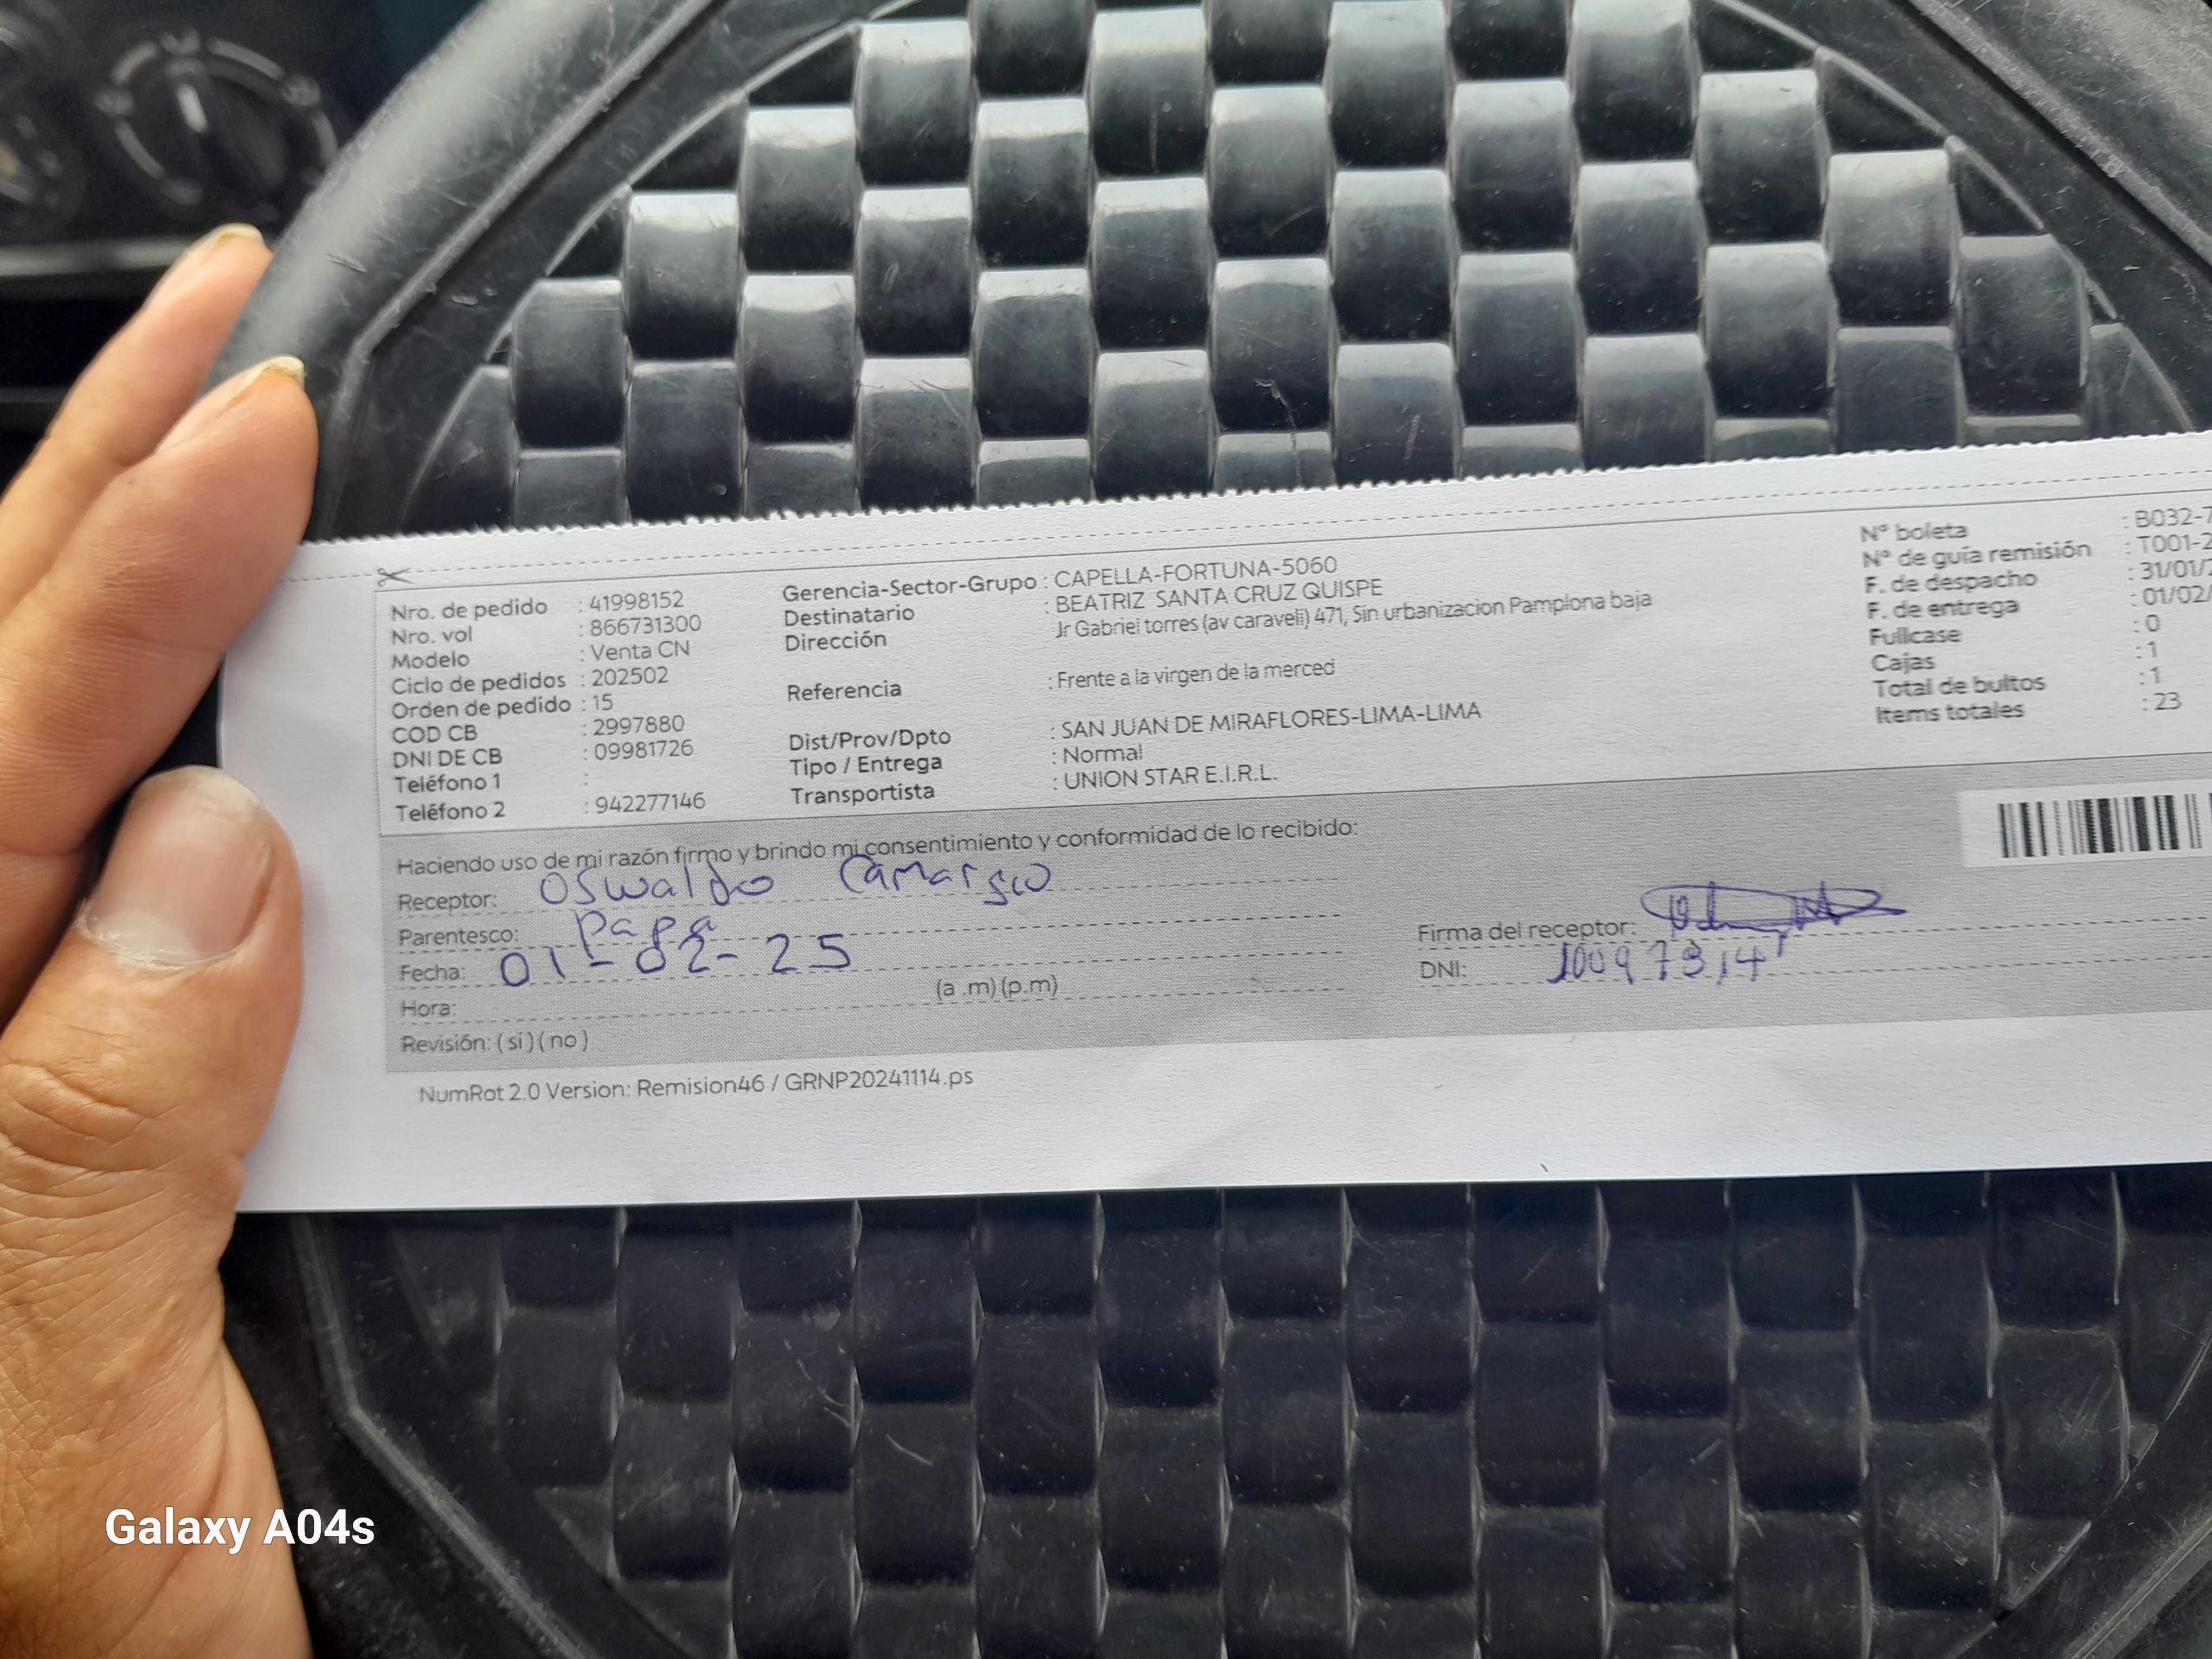 Nro. de pedido : 41998152
Nro. vol : 866731300
Modelo : Venta CN
Ciclo de pedidos : 202502
Orden de pedido : 15
COD CB : 2997880
DNI DE CB : 09981726
Teléfono 1 :
Teléfono 2 : 942277146
Gerencia-Sector-Grupo : CAPELLA-FORTUNA-5060
Destinatario : BEATRIZ SANTA CRUZ QUISPE
Dirección Jr Gabriel torres (av caraveli) 471, Sin urbanizacion Pamplona baja
Referencia : Frente a la virgen de la merced
Dist/Prov/Dpto : SAN JUAN DE MIRAFLORES-LIMA-LIMA
Tipo / Entrega : Normal
Transportista : UNION STAR E.I.R.L.
N° boleta : B032-7
N° de guía remisión : T001-2
F. de despacho : 31/01/2
F. de entrega : 01/02/
Fullcase : 0
Cajas : 1
Total de bultos : 1
Items totales : 23
Haciendo uso de mi razón firmo y brindo mi consentimiento y conformidad de lo recibido:
Receptor: Oswaldo Camargo
Parentesco: Papa
Fecha: 01-02-25
Hora: (a .m) (p.m)
Revisión: ( si ) ( no )
Firma del receptor:
DNI:
NumRot 2.0 Version: Remision46 / GRNP20241114.ps
Galaxy A04s